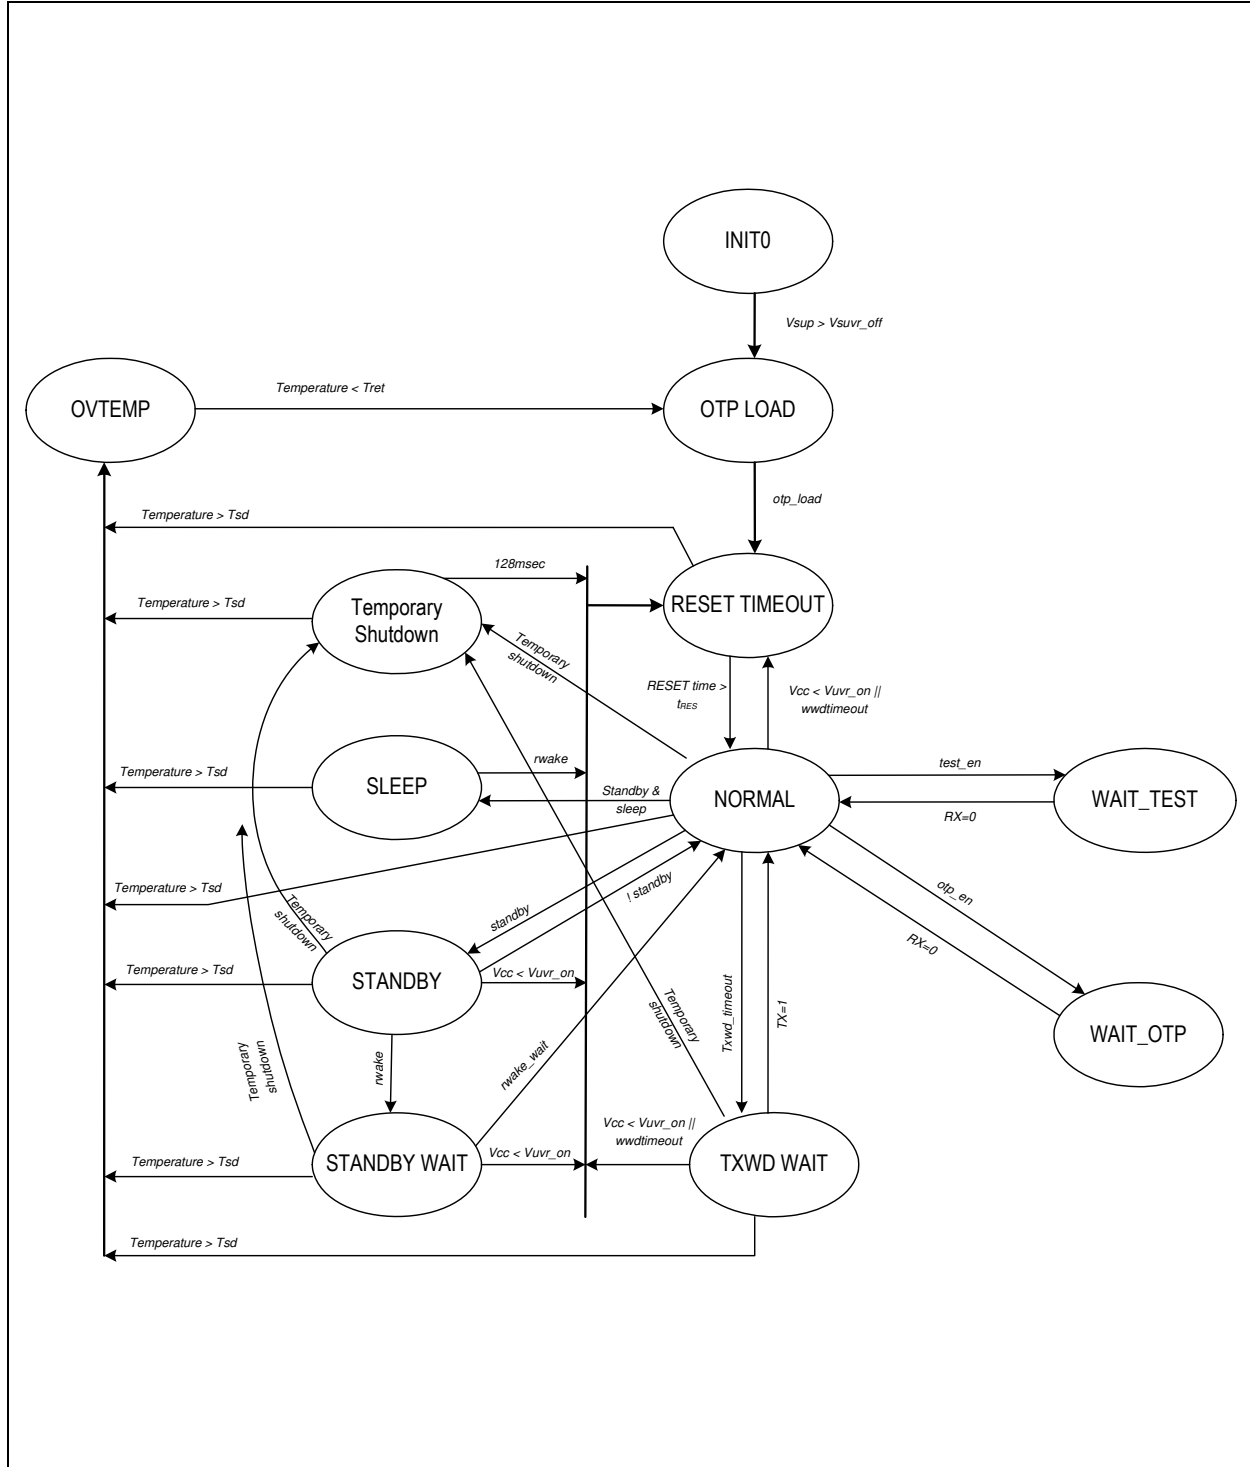 INIT0
Vsup > Vsuvr_off
OVTEMP
Temperature < Tret
OTP LOAD
otp_load
Temperature > Tsd
128msec
Temporary
Shutdown
Temperature > Tsd
RESET TIMEOUT
Temporary
shutdown
RESET time >
tRES
Vcc < Vuvr_on ||
wwdtimeout
Temperature > Tsd
SLEEP
rwake
Standby &
sleep
NORMAL
test_en
RX=0
WAIT_TEST
Temperature > Tsd
Temporary
shutdown
standby
! standby
otp_en
RX=0
Temperature > Tsd
STANDBY
Vcc < Vuvr_on
Temporary
shutdown
Txwd_timeout
TX=1
WAIT_OTP
Temporary
shutdown
rwake
rwake_wait
Vcc < Vuvr_on ||
wwdtimeout
Temperature > Tsd
STANDBY WAIT
Vcc < Vuvr_on
TXWD WAIT
Temperature > Tsd